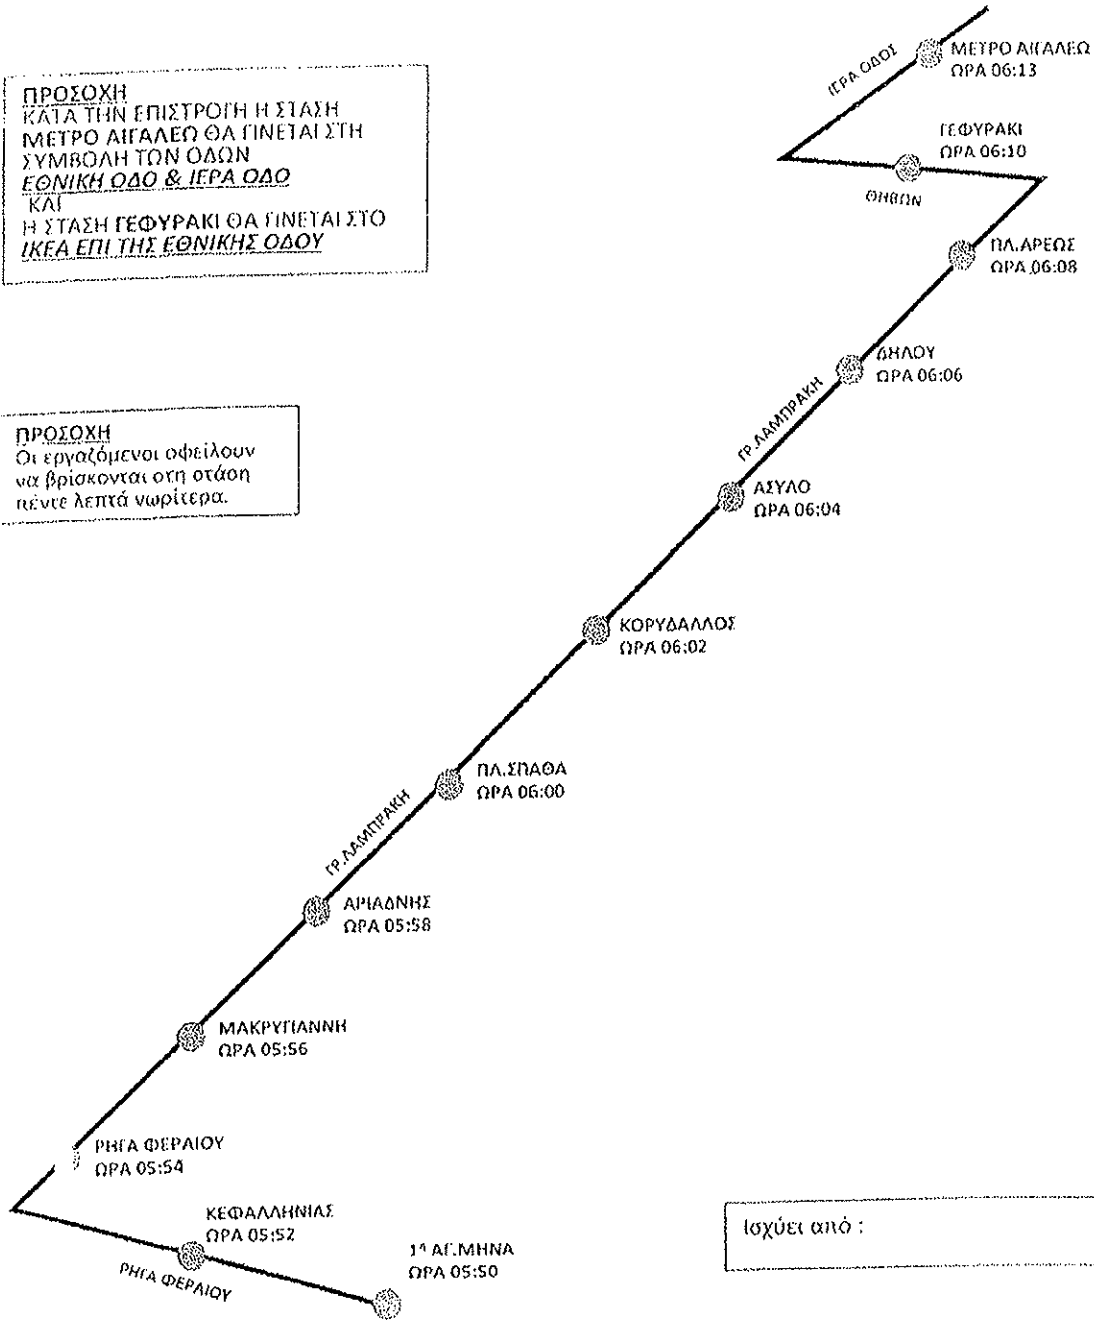 ΠΡΟΣΟΧΗ
ΚΑΤΑ ΤΗΝ ΕΠΙΣΤΡΟΓΗ Η ΣΤΑΣΗ
ΜΕΤΡΟ ΑΙΓΑΛΕΩ ΘΑ ΓΙΝΕΤΑΙ ΣΤΗ
ΣΥΜΒΟΛΗ ΤΩΝ ΟΔΩΝ
ΕΘΝΙΚΗ ΟΔΟ & ΙΕΡΑ ΟΔΟ
ΚΑΙ
Η ΣΤΑΣΗ ΓΕΦΥΡΑΚΙ ΘΑ ΓΙΝΕΤΑΙ ΣΤΟ
ΙΚΕΑ ΕΠΙ ΤΗΣ ΕΘΝΙΚΗΣ ΟΔΟΥ
ΙΕΡΑ ΟΔΟΣ
ΜΕΤΡΟ ΑΙΓΑΛΕΩ
ΩΡΑ 06:13
ΓΕΦΥΡΑΚΙ
ΩΡΑ 06:10
ΘΗΒΩΝ
ΠΛ.ΑΡΕΩΣ
ΩΡΑ 06:08
ΔΗΛΟΥ
ΩΡΑ 06:06
ΓΡ.ΛΑΜΠΡΑΚΗ
ΠΡΟΣΟΧΗ
Οι εργαζόμενοι οφείλουν
να βρίσκονται στη στάση
πέντε λεπτά νωρίτερα.
ΑΣΥΛΟ
ΩΡΑ 06:04
ΚΟΡΥΔΑΛΛΟΣ
ΩΡΑ 06:02
ΠΛ.ΣΠΑΘΑ
ΩΡΑ 06:00
ΓΡ.ΛΑΜΠΡΑΚΗ
ΑΡΙΑΔΝΗΣ
ΩΡΑ 05:58
ΜΑΚΡΥΓΙΑΝΝΗ
ΩΡΑ 05:56
ΡΗΓΑ ΦΕΡΑΙΟΥ
ΩΡΑ 05:54
ΚΕΦΑΛΛΗΝΙΑΣ
ΩΡΑ 05:52
ΡΗΓΑ ΦΕΡΑΙΟΥ
1η ΑΓ.ΜΗΝΑ
ΩΡΑ 05:50
Ισχύει από :